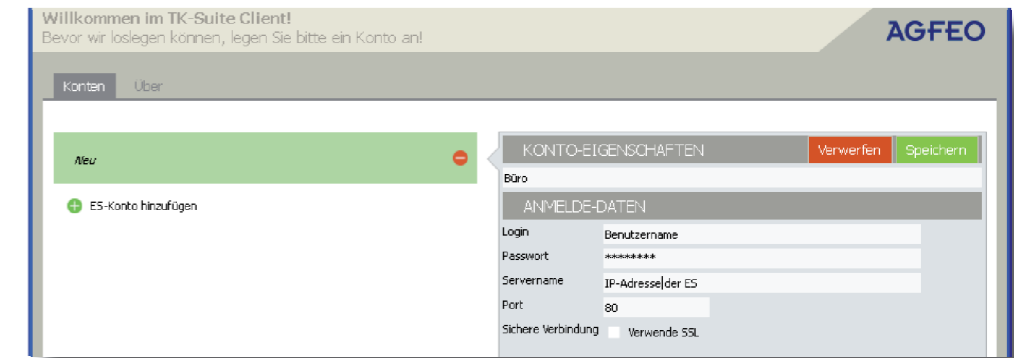 Willkommen im TK-Suite Client!
Bevor wir loslegen können, legen Sie bitte ein Konto an!
AGFEO
Konten Über
Neu
ES-Konto hinzufügen
KONTO-EIGENSCHAFTEN Verwerfen Speichern
Büro
ANMELDE-DATEN
Login Benutzername
Passwort ********
Servername IP-Adresse der ES
Port 80
Sichere Verbindung Verwende SSL